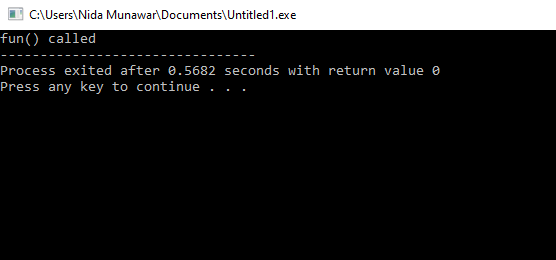 C:\Users\Nida Munawar\Documents\Untitled1.exe
fun() called
--------------------------------
Process exited after 0.5682 seconds with return value 0
Press any key to continue . . .